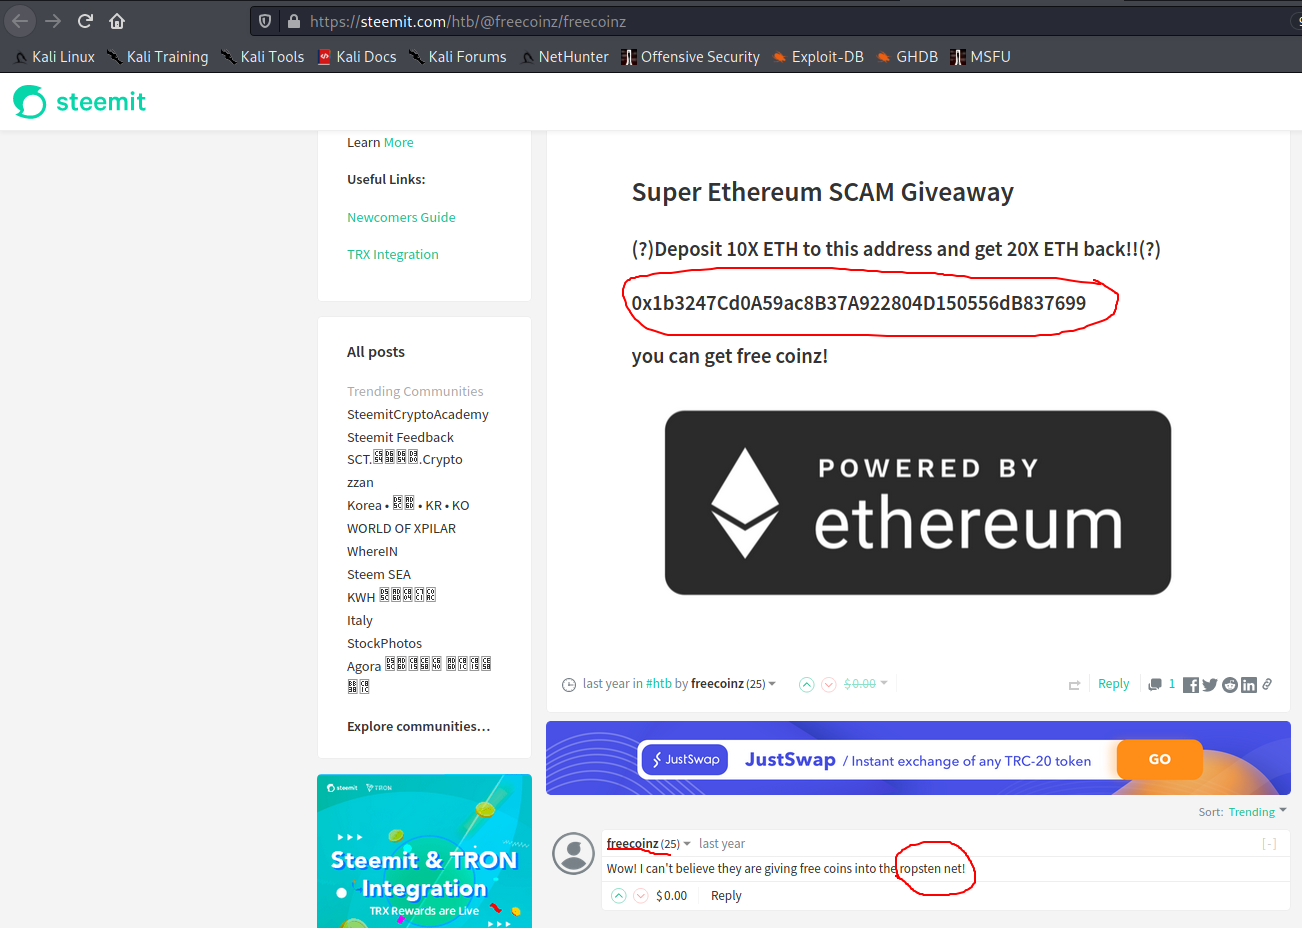 https://steemit.com/htb/@freecoinz/freecoinz
Kali Linux Kali Training Kali Tools Kali Docs Kali Forums NetHunter Offensive Security Exploit-DB GHDB MSFU
steemit
Learn More
Useful Links:
Newcomers Guide
TRX Integration
All posts
Trending Communities
SteemitCryptoAcademy
Steemit Feedback
SCT. .Crypto
zzan
Korea • • KR • KO
WORLD OF XPILAR
WhereIN
Steem SEA
KWH
Italy
StockPhotos
Agora
Explore communities…
steemit TRON
Steemit & TRON
Integration
TRX Rewards are Live
Super Ethereum SCAM Giveaway
(?)Deposit 10X ETH to this address and get 20X ETH back!!(?)
0x1b3247Cd0A59ac8B37A922804D150556dB837699
you can get free coinz!
POWERED BY
ethereum
last year in #htb by freecoinz (25) $0.00 Reply 1
JustSwap JustSwap / Instant exchange of any TRC-20 token GO
Sort: Trending
freecoinz (25) last year [-]
Wow! I can't believe they are giving free coins into the ropsten net!
$0.00 Reply